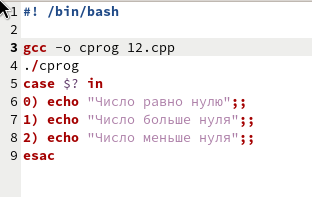 1 #! /bin/bash
2
3 gcc -o cprog 12.cpp
4 ./cprog
5 case $? in
6 0) echo "Число равно нулю";;
7 1) echo "Число больше нуля";;
8 2) echo "Число меньше нуля";;
9 esac